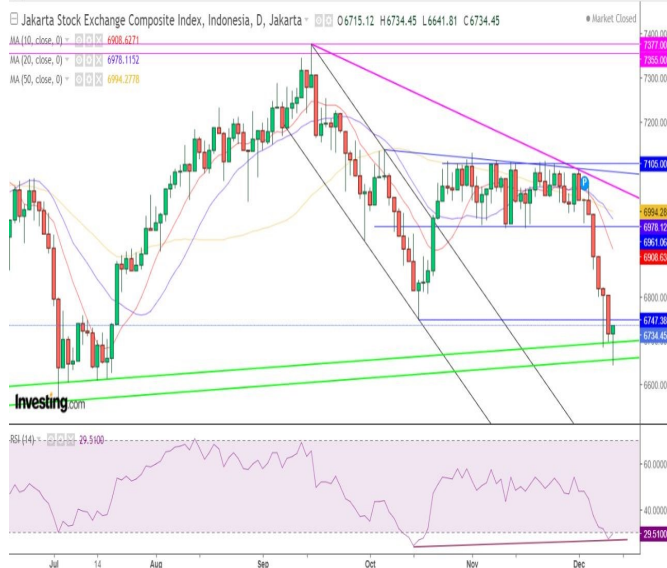 Jakarta Stock Exchange Composite Index, Indonesia, D, Jakarta O6715.12 H6734.45 L6641.81 C6734.45
Market Closed
MA (10, close, 0) 6908.6271
MA (20, close, 0) 6978.1152
MA (50, close, 0) 6994.2778
7400.00
7377.00
7355.00
7300.00
7200.00
7105.00
6994.28
6978.12
6961.06
6908.63
6800.00
6747.38
6734.45
6600.00
Investing.com
RSI (14) 29.5100
60.0000
40.0000
29.5100
Jul 14 Aug Sep Oct Nov Dec